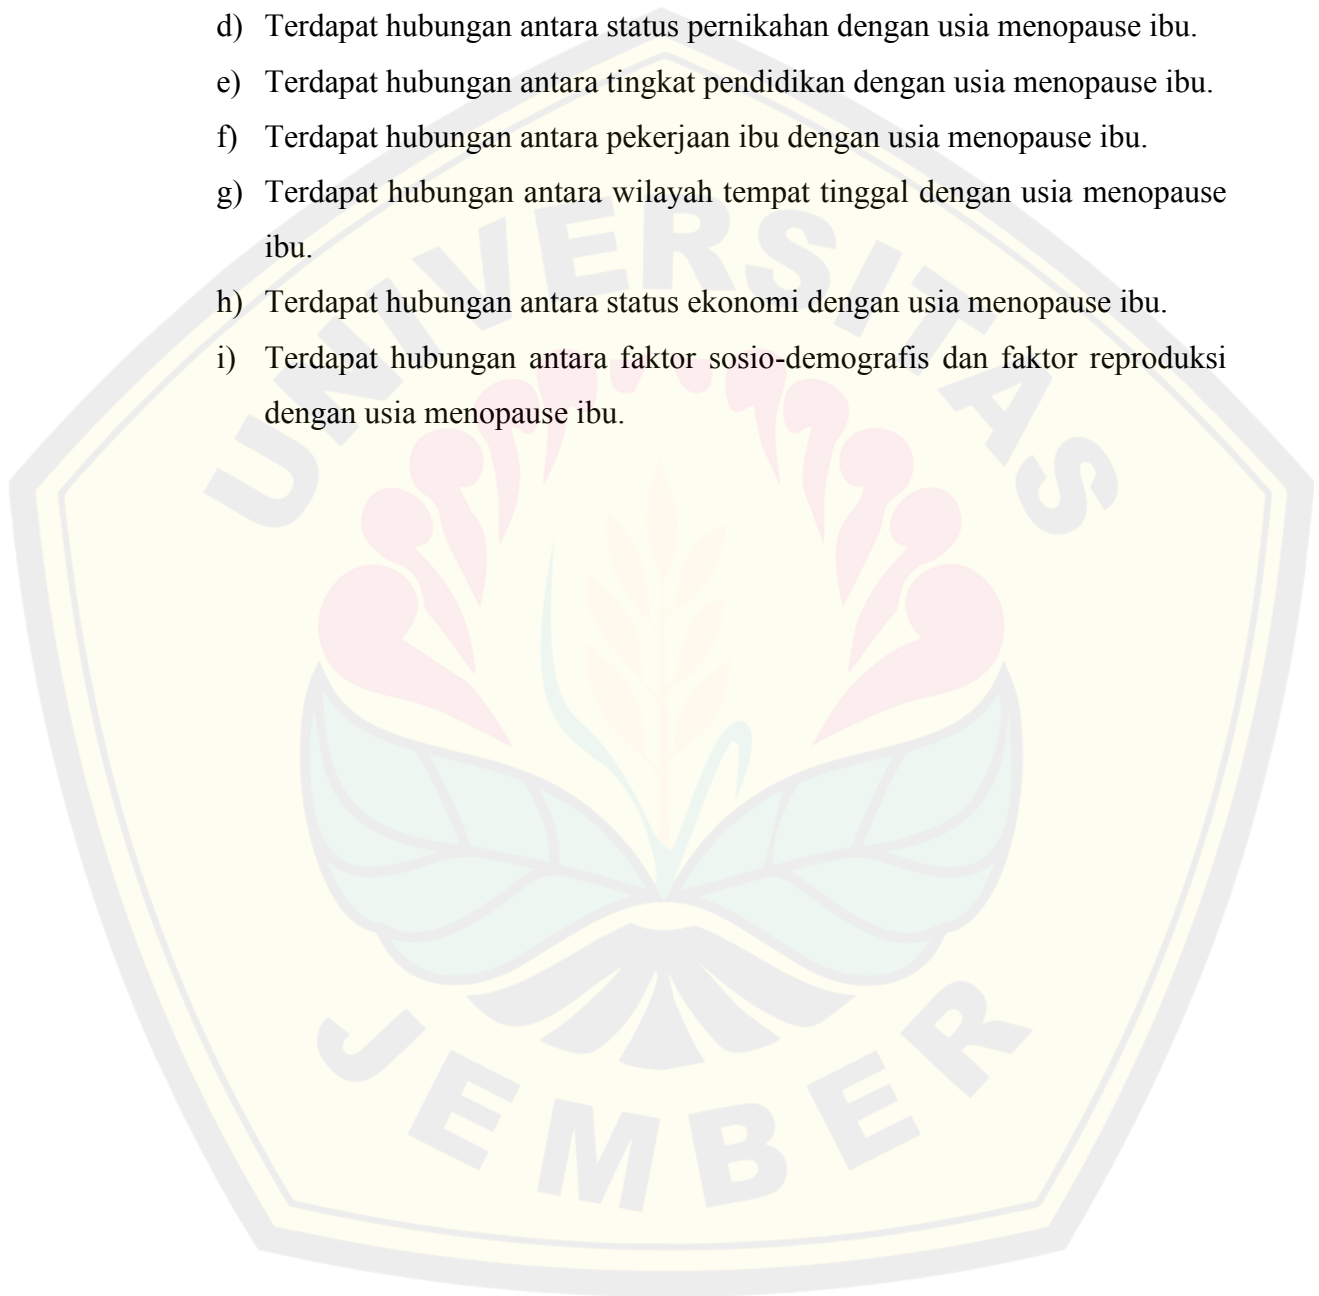 d) Terdapat hubungan antara status pernikahan dengan usia menopause ibu.
e) Terdapat hubungan antara tingkat pendidikan dengan usia menopause ibu.
f) Terdapat hubungan antara pekerjaan ibu dengan usia menopause ibu.
g) Terdapat hubungan antara wilayah tempat tinggal dengan usia menopause
ibu.
h) Terdapat hubungan antara status ekonomi dengan usia menopause ibu.
i) Terdapat hubungan antara faktor sosio-demografis dan faktor reproduksi
dengan usia menopause ibu.
UNIVERSITAS
JEMBER